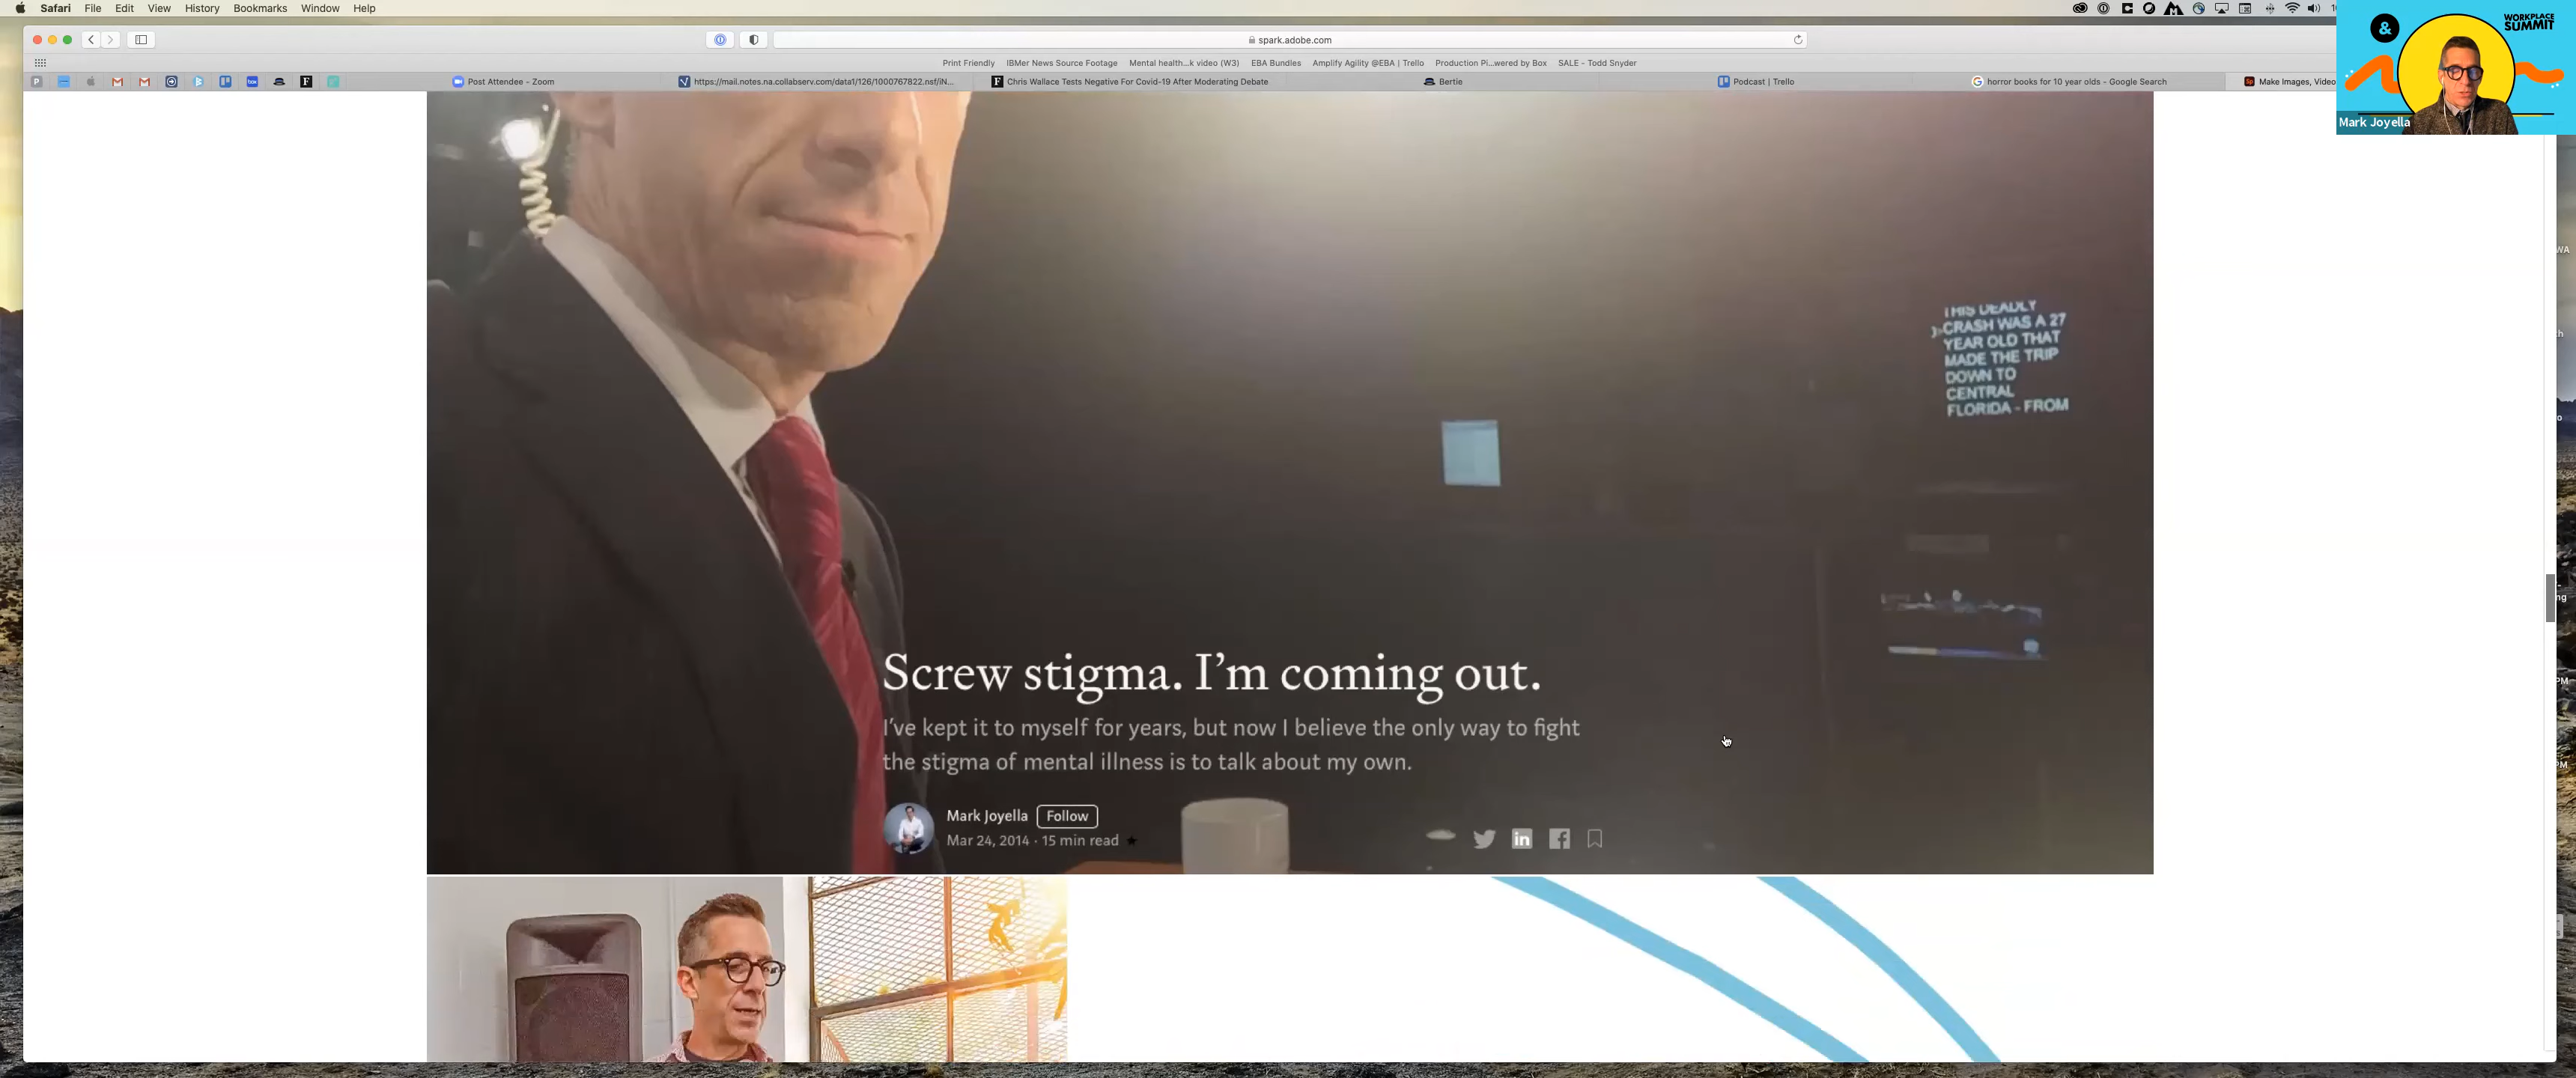 Safari File Edit View History Bookmarks Window Help
WORKPLACE
SUMMIT
&
spark.adobe.com
Print Friendly IBMer News Source Footage Mental health...k video (W3) EBA Bundles Amplify Agility @EBA | Trello Production Pi...wered by Box SALE - Todd Snyder
Post Attendee - Zoom https://mail.notes.na.collabserv.com/data1/126/1000767822.nsf/iN... Chris Wallace Tests Negative For Covid-19 After Moderating Debate Bertie Podcast | Trello horror books for 10 year olds - Google Search Make Images, Video
Mark Joyella
THIS DEADLY
CRASH WAS A 27
YEAR OLD THAT
MADE THE TRIP
DOWN TO
CENTRAL
FLORIDA - FROM
Screw stigma. I'm coming out.
I've kept it to myself for years, but now I believe the only way to fight
the stigma of mental illness is to talk about my own.
Mark Joyella Follow
Mar 24, 2014 · 15 min read
in